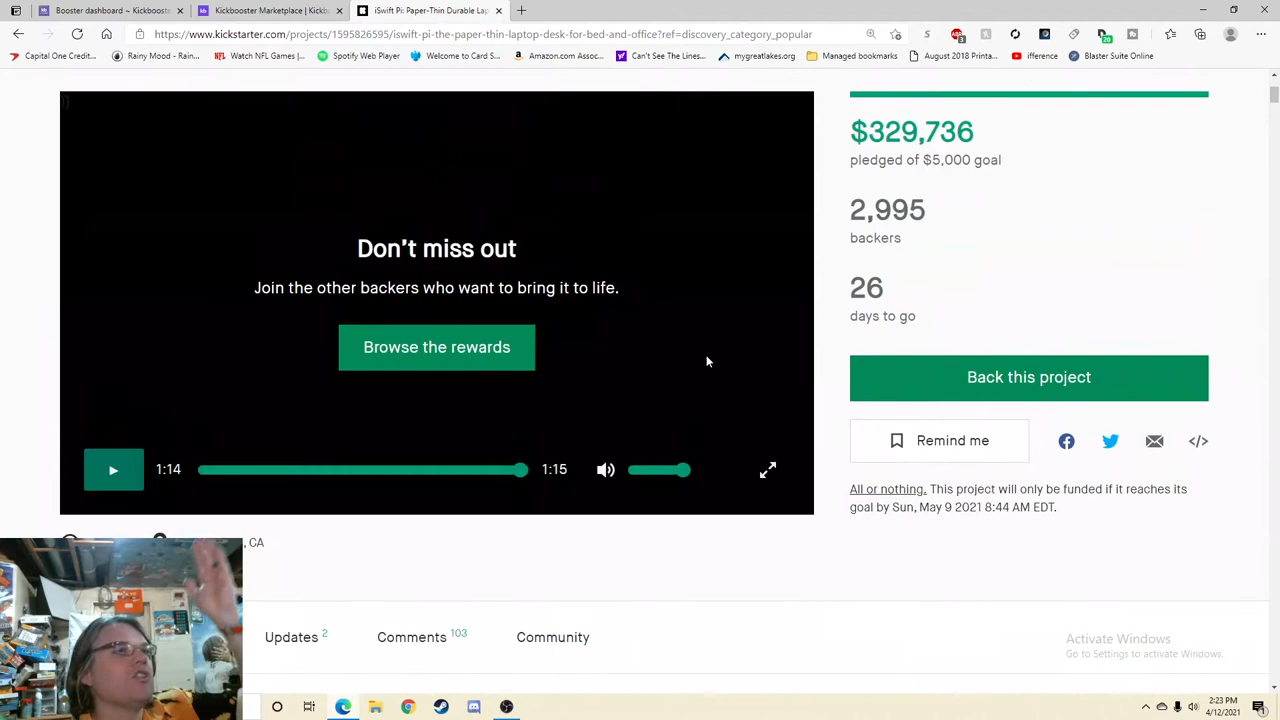 Booster dashboard ~ Kickbooste
Kickbooster Marketplace | Kickb
iSwift Pi: Paper-Thin Durable Lap
https://www.kickstarter.com/projects/1595826595/iswift-pi-the-paper-thin-laptop-desk-for-bed-and-office?ref=discovery_category_popular
Capital One Credit...
Rainy Mood - Rain...
Watch NFL Games |...
Spotify Web Player
Welcome to Card S...
Amazon.com Assoc...
Can't See The Lines...
mygreatlakes.org
Managed bookmarks
August 2018 Printa...
ifference
Blaster Suite Online
Don't miss out
Join the other backers who want to bring it to life.
Browse the rewards
1:14
1:15
$329,736
pledged of $5,000 goal
2,995
backers
26
days to go
Back this project
Remind me
All or nothing. This project will only be funded if it reaches its
goal by Sun, May 9 2021 8:44 AM EDT.
, CA
Updates 2
Comments 103
Community
Activate Windows
Go to Settings to activate Windows.
2:23 PM
4/12/2021